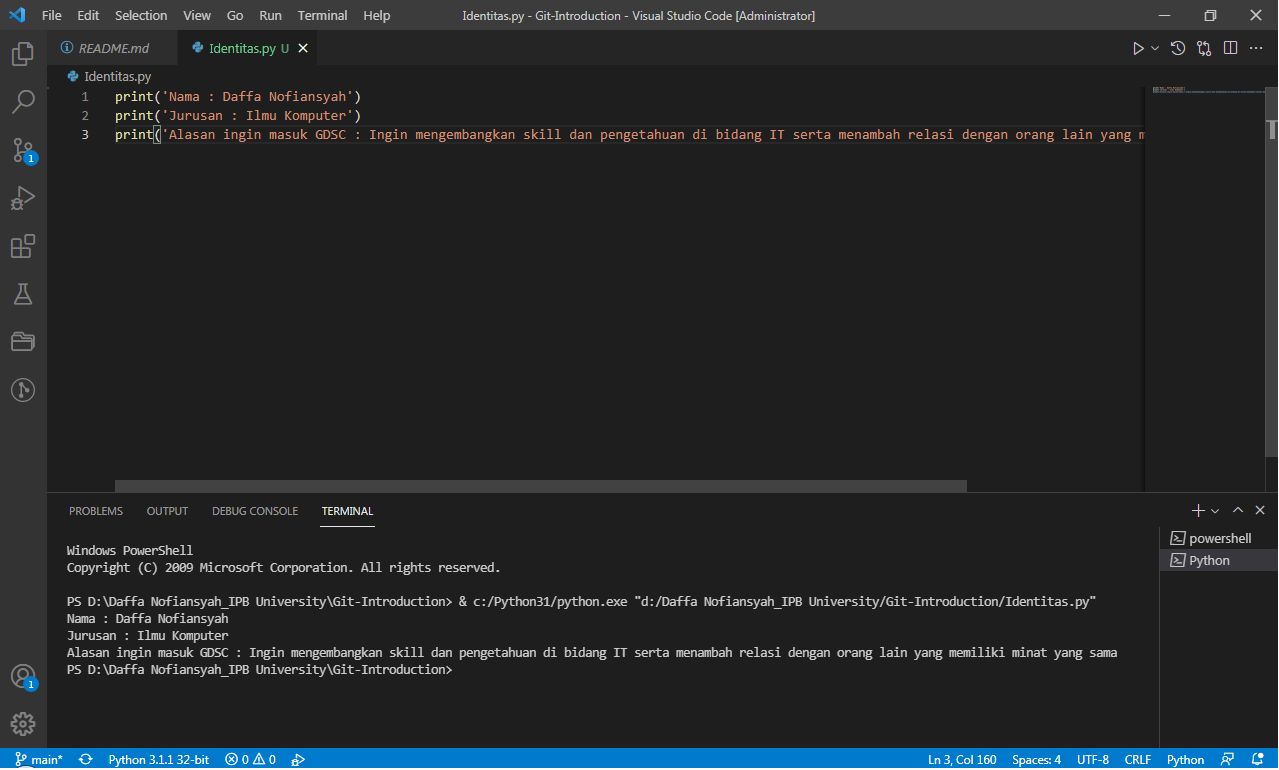 File Edit Selection View Go Run Terminal Help Identitas.py - Git-Introduction - Visual Studio Code [Administrator]
README.md Identitas.py U
Identitas.py
1 print('Nama : Daffa Nofiansyah')
2 print('Jurusan : Ilmu Komputer')
3 print('Alasan ingin masuk GDSC : Ingin mengembangkan skill dan pengetahuan di bidang IT serta menambah relasi dengan orang lain yang m
1
PROBLEMS OUTPUT DEBUG CONSOLE TERMINAL
powershell
Python
Windows PowerShell
Copyright (C) 2009 Microsoft Corporation. All rights reserved.
PS D:\Daffa Nofiansyah_IPB University\Git-Introduction> & c:/Python31/python.exe "d:/Daffa Nofiansyah_IPB University/Git-Introduction/Identitas.py"
Nama : Daffa Nofiansyah
Jurusan : Ilmu Komputer
Alasan ingin masuk GDSC : Ingin mengembangkan skill dan pengetahuan di bidang IT serta menambah relasi dengan orang lain yang memiliki minat yang sama
PS D:\Daffa Nofiansyah_IPB University\Git-Introduction>
1
main* Python 3.1.1 32-bit 0 0 Ln 3, Col 160 Spaces: 4 UTF-8 CRLF Python